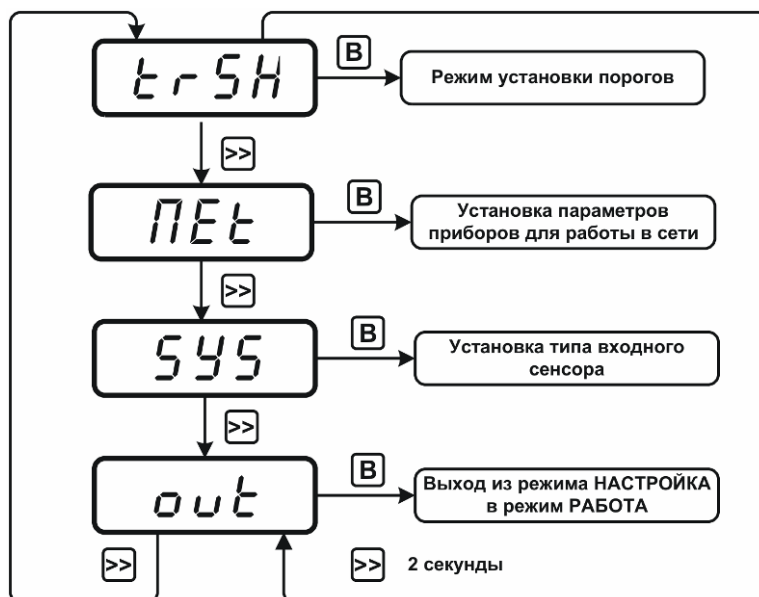 trSH
B
Режим установки порогов
>>
ПEt
B
Установка параметров
приборов для работы в сети
>>
SYS
B
Установка типа входного
сенсора
>>
out
B
Выход из режима НАСТРОЙКА
в режим РАБОТА
>>
>> 2 секунды